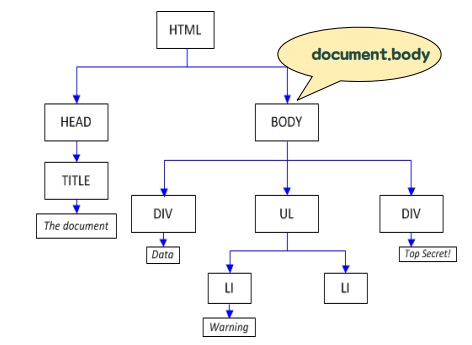 HTML
document.body
HEAD
BODY
TITLE
The document
DIV
UL
DIV
Data
Top Secret!
LI
LI
Warning